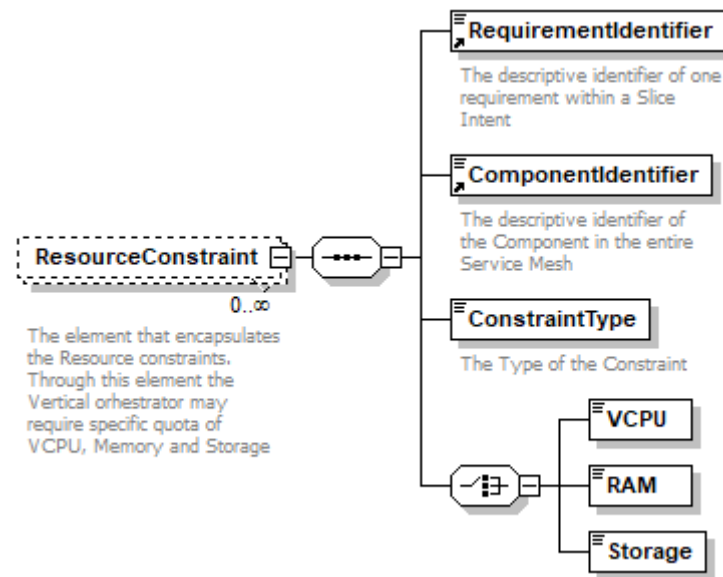 RequirementIdentifier
The descriptive identifier of one
requirement within a Slice
Intent
ComponentIdentifier
The descriptive identifier of
the Component in the entire
Service Mesh
ResourceConstraint
0..∞
The element that encapsulates
the Resource constraints.
Through this element the
Vertical orhestrator may
require specific quota of
VCPU, Memory and Storage
ConstraintType
The Type of the Constraint
VCPU
RAM
Storage